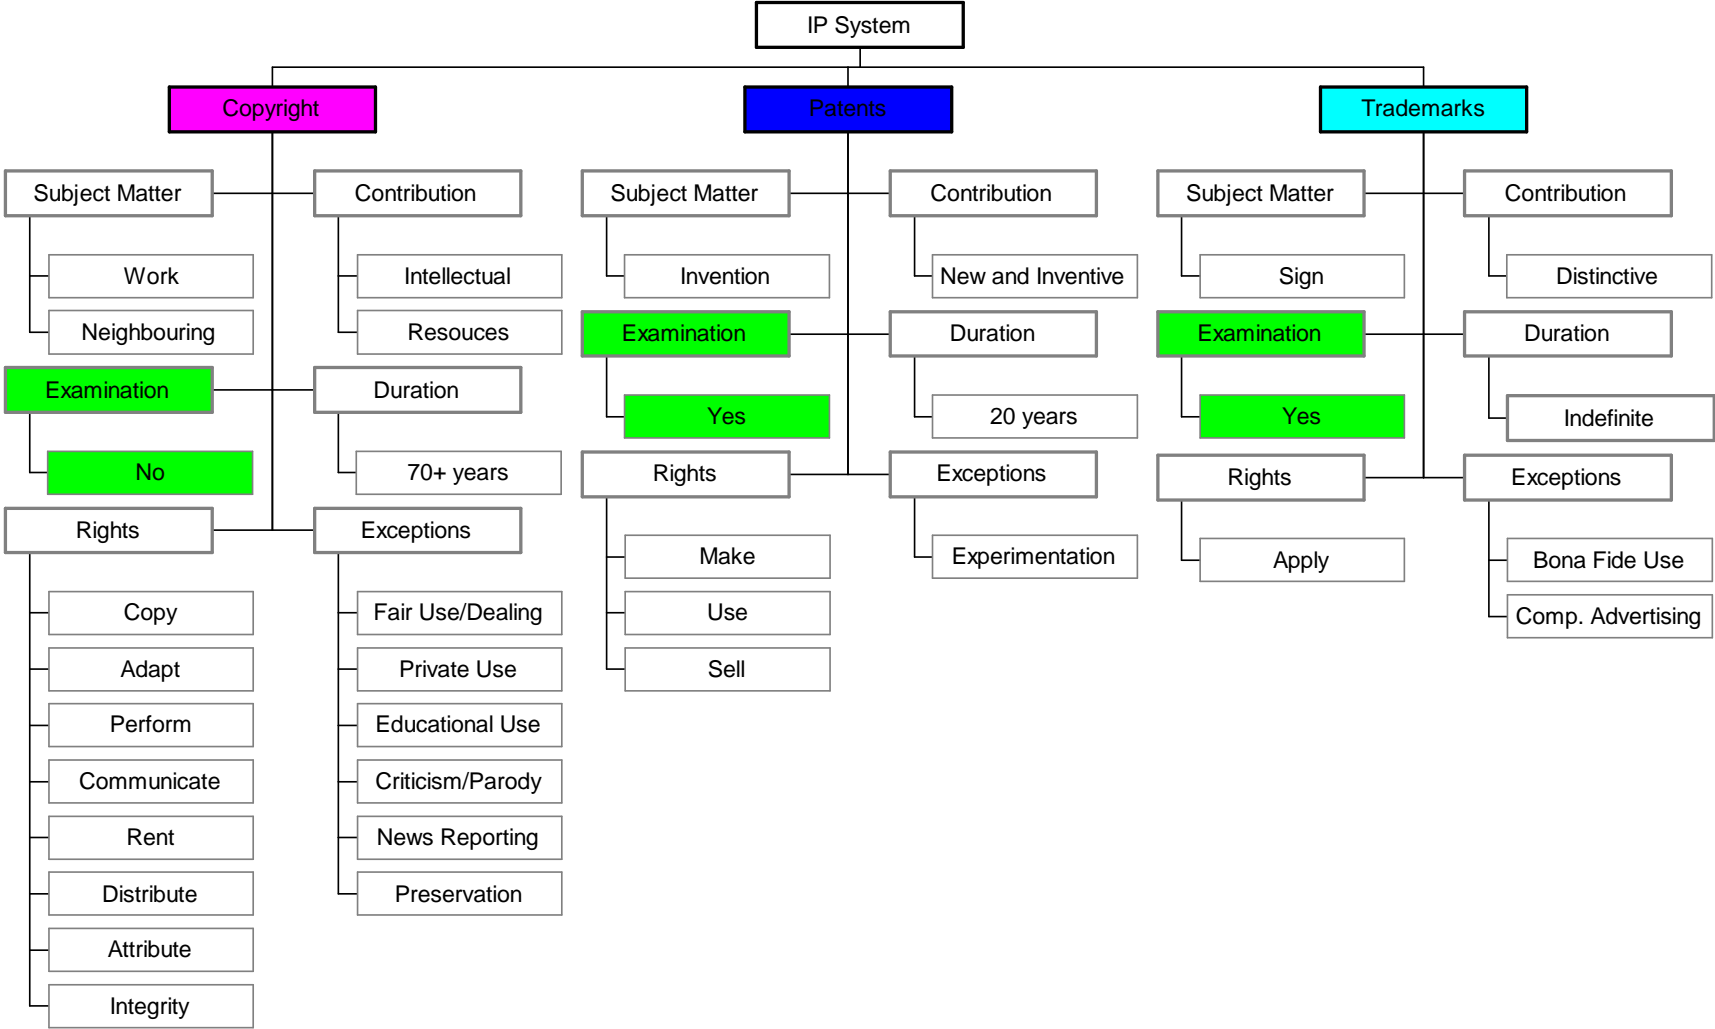 IP System
Copyright
Patents
Trademarks
Subject Matter
Contribution
Work
Intellectual
Neighbouring
Resouces
Examination
Duration
No
70+ years
Rights
Exceptions
Copy
Fair Use/Dealing
Adapt
Private Use
Perform
Educational Use
Communicate
Criticism/Parody
Rent
News Reporting
Distribute
Preservation
Attribute
Integrity
Subject Matter
Contribution
Invention
New and Inventive
Examination
Duration
Yes
20 years
Rights
Exceptions
Make
Experimentation
Use
Sell
Subject Matter
Contribution
Sign
Distinctive
Examination
Duration
Yes
Indefinite
Rights
Exceptions
Apply
Bona Fide Use
Comp. Advertising